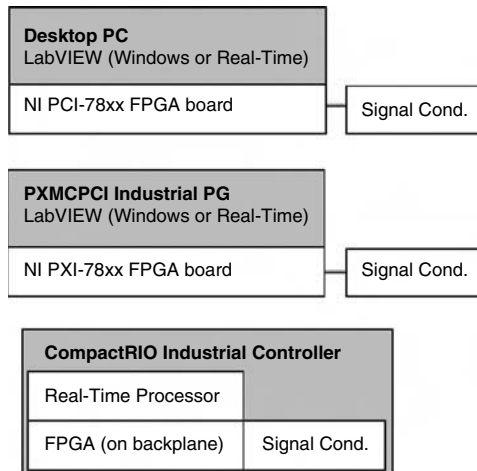 Desktop PC
LabVIEW (Windows or Real-Time)
NI PCI-78xx FPGA board
Signal Cond.
PXMCPCI Industrial PG
LabVIEW (Windows or Real-Time)
NI PXI-78xx FPGA board
Signal Cond.
CompactRIO Industrial Controller
Real-Time Processor
FPGA (on backplane)
Signal Cond.